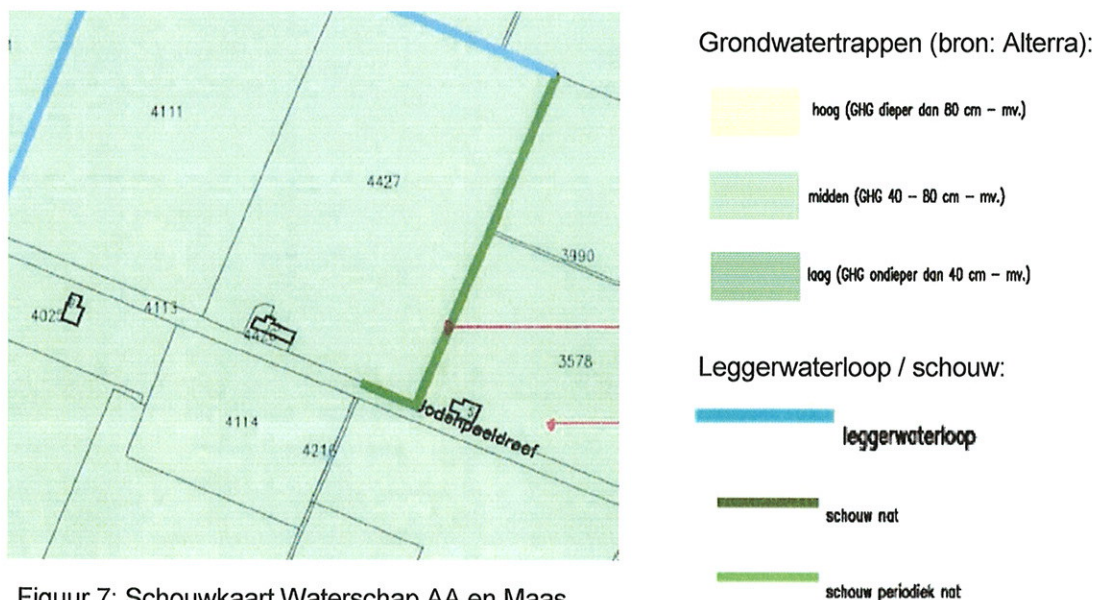 4111
4427
3990
4025
4113
4426
3578
Jodenpeeldreef
5
4114
4216
Figuur 7: Schouwkaart Waterschap AA en Maas
Grondwatertrappen (bron: Alterra):
hoog (GHG dieper dan 80 cm – mv.)
midden (GHG 40 – 80 cm – mv.)
laag (GHG ondieper dan 40 cm – mv.)
Leggerwaterloop / schouw:
leggerwaterloop
schouw nat
schouw periodiek nat